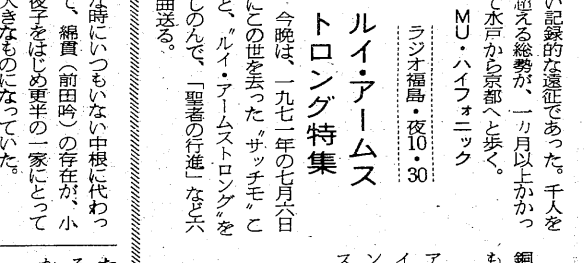 い記録的な遠征であった。千人を
超える総勢が、一カ月以上かかっ
て水戸から京都へと歩く。
MU・ハイフォニック
ラジオ福島・夜10・30
ルイ・アームス
トロング特集
今晩は、一九七一年の七月六日
にこの世を去った〝サッチモ〟こ
と、〝ルイ・アームストロング〟を
しのんで、「聖者の行進」など六
曲送る。
な時にいつもいない中根に代わっ
て、綿貫（前田吟）の存在が、小
夜子をはじめ更半の一家にとって
大きなものになっていた。
銅
も
ア
イ
ン
ス